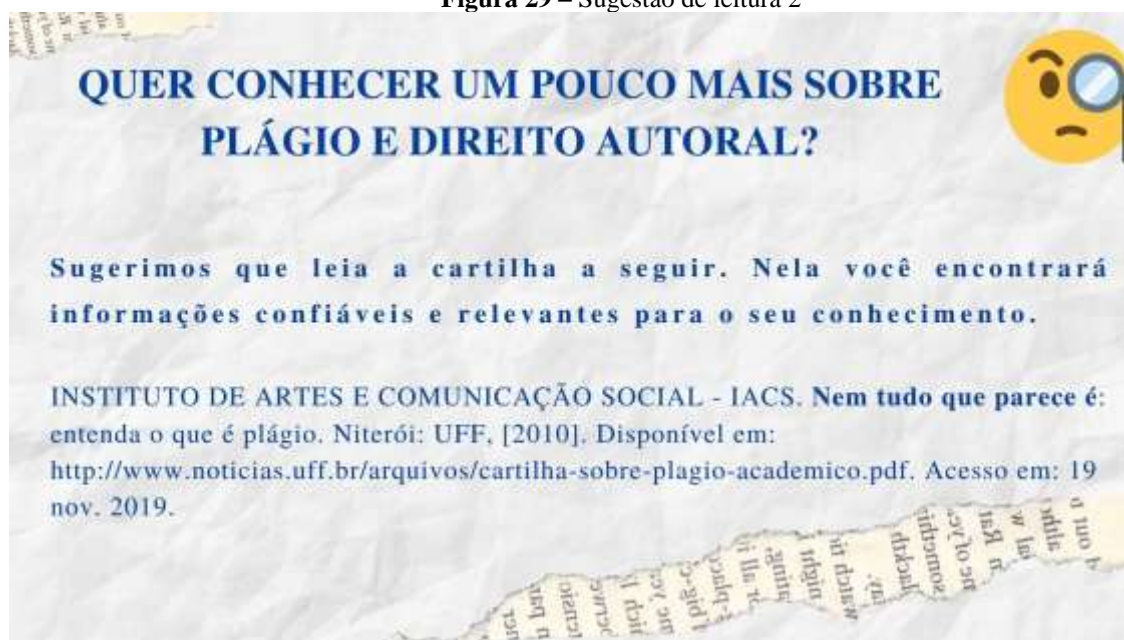 Figura 29 – Sugestão de leitura 2
QUER CONHECER UM POUCO MAIS SOBRE
PLÁGIO E DIREITO AUTORAL?
Sugerimos que leia a cartilha a seguir. Nela você encontrará
informações confiáveis e relevantes para o seu conhecimento.
INSTITUTO DE ARTES E COMUNICAÇÃO SOCIAL - IACS. Nem tudo que parece é:
entenda o que é plágio. Niterói: UFF, [2010]. Disponível em:
http://www.noticias.uff.br/arquivos/cartilha-sobre-plagio-academico.pdf. Acesso em: 19
nov. 2019.